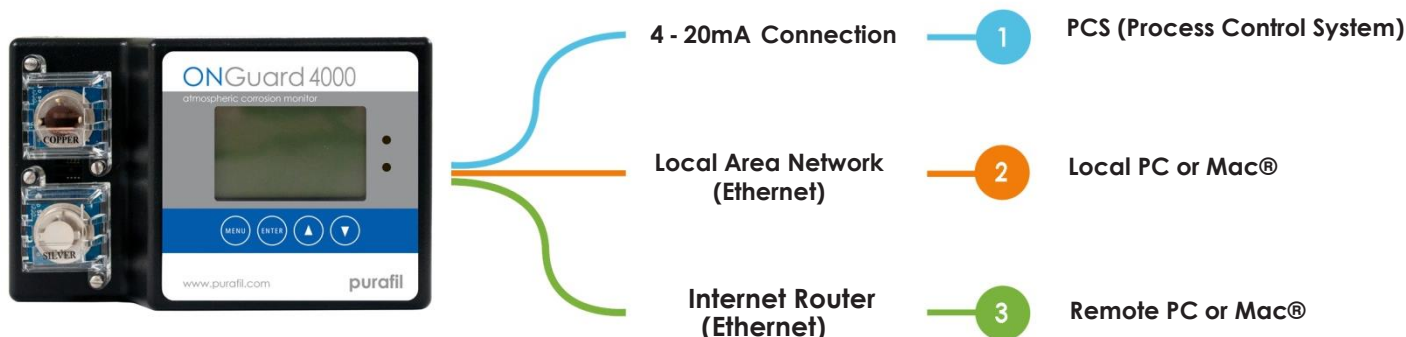 COPPER
SILVER
ONGuard 4000
atmospheric corrosion monitor
MENU ENTER
www.purafil.com purafil
4 - 20mA Connection
1
PCS (Process Control System)
Local Area Network
(Ethernet)
2
Local PC or Mac®
Internet Router
(Ethernet)
3
Remote PC or Mac®